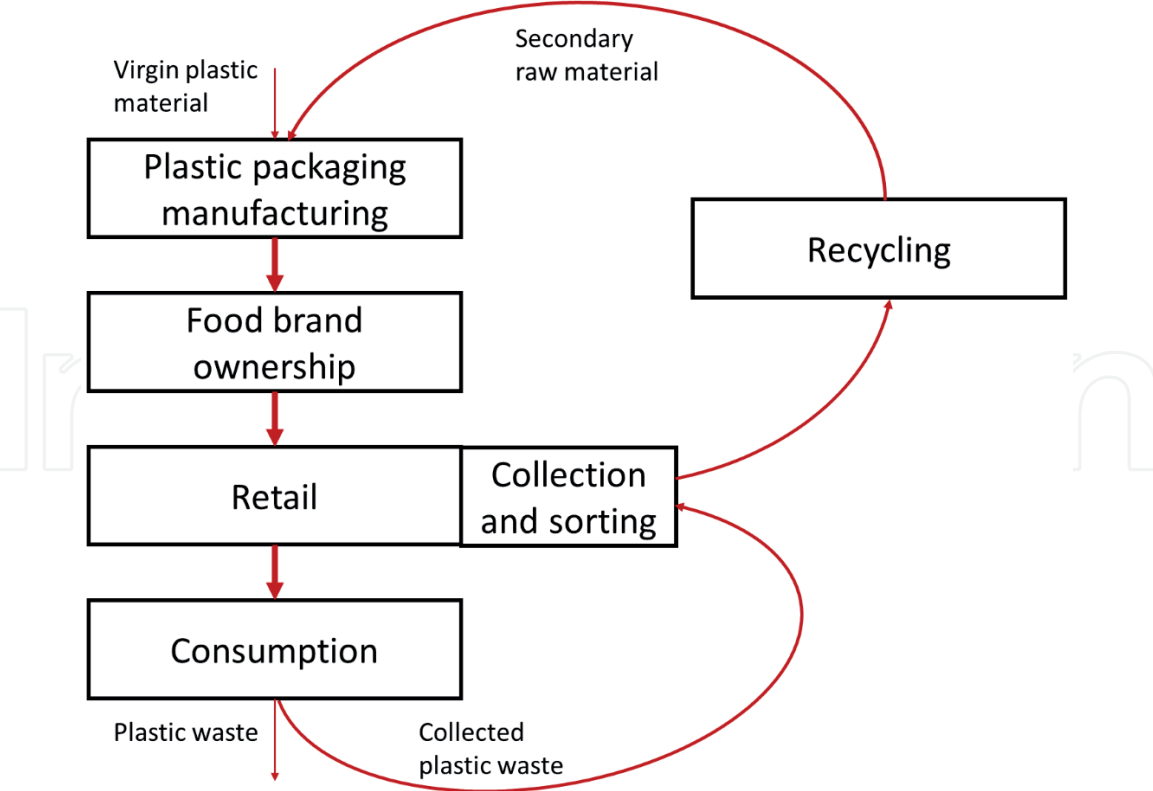 Secondary
raw material
Virgin plastic
material
Plastic packaging
manufacturing
Recycling
Food brand
ownership
Retail
Collection
and sorting
Consumption
Plastic waste
Collected
plastic waste